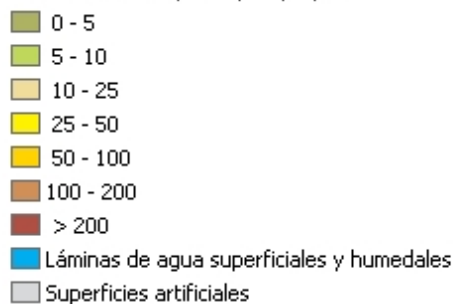 0 - 5
5 - 10
10 - 25
25 - 50
50 - 100
100 - 200
> 200
Láminas de agua superficiales y humedales
Superficies artificiales